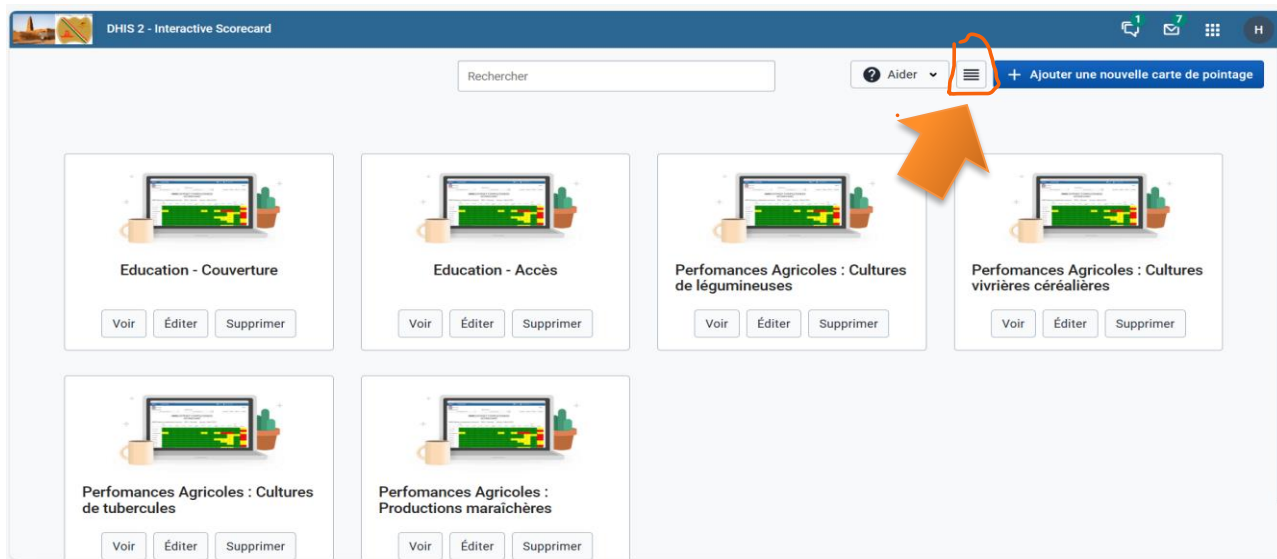 DHIS 2 - Interactive Scorecard
1
7
H
Rechercher
Aider
+ Ajouter une nouvelle carte de pointage
Education - Couverture
Voir Éditer Supprimer
Education - Accès
Voir Éditer Supprimer
Perfomances Agricoles : Cultures
de légumineuses
Voir Éditer Supprimer
Perfomances Agricoles : Cultures
vivrières céréalières
Voir Éditer Supprimer
Perfomances Agricoles : Cultures
de tubercules
Voir Éditer Supprimer
Perfomances Agricoles :
Productions maraîchères
Voir Éditer Supprimer